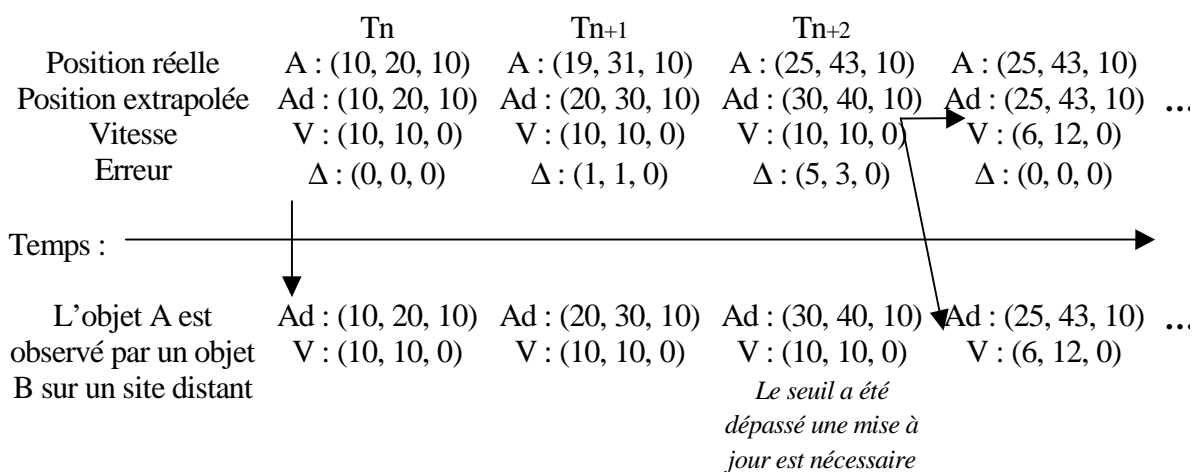 Tn Tn+1 Tn+2
Position réelle A : (10, 20, 10) A : (19, 31, 10) A : (25, 43, 10) A : (25, 43, 10)
Position extrapolée Ad : (10, 20, 10) Ad : (20, 30, 10) Ad : (30, 40, 10) Ad : (25, 43, 10) ...
Vitesse V : (10, 10, 0) V : (10, 10, 0) V : (10, 10, 0) V : (6, 12, 0)
Erreur Δ : (0, 0, 0) Δ : (1, 1, 0) Δ : (5, 3, 0) Δ : (0, 0, 0)
Temps :
L'objet A est Ad : (10, 20, 10) Ad : (20, 30, 10) Ad : (30, 40, 10) Ad : (25, 43, 10) ...
observé par un objet V : (10, 10, 0) V : (10, 10, 0) V : (10, 10, 0) V : (6, 12, 0)
B sur un site distant Le seuil a été
dépassé une mise à
jour est nécessaire